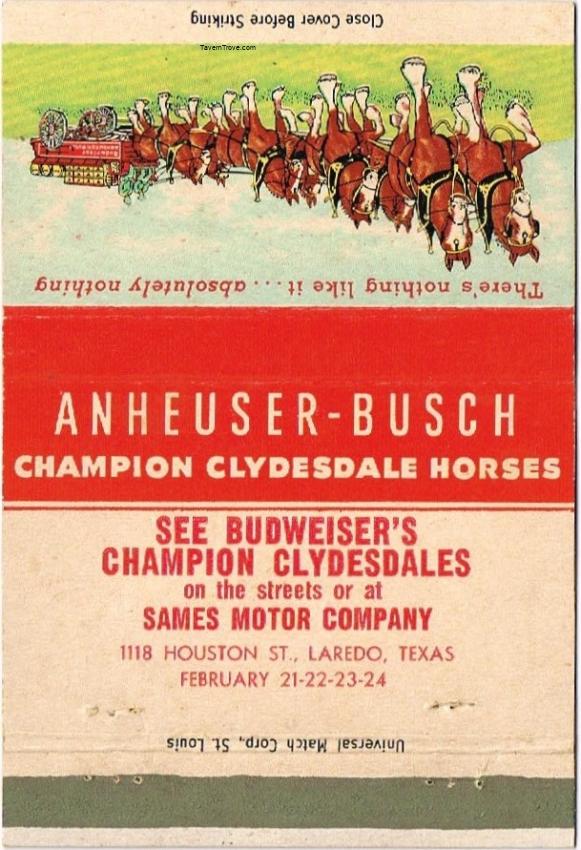 Close Cover Before Striking
TavernTrove.com
There's nothing like it... absolutely nothing
ANHEUSER-BUSCH
CHAMPION CLYDESDALE HORSES
SEE BUDWEISER'S
CHAMPION CLYDESDALES
on the streets or at
SAMES MOTOR COMPANY
1118 HOUSTON ST., LAREDO, TEXAS
FEBRUARY 21-22-23-24
Universal Match Corp., St. Louis